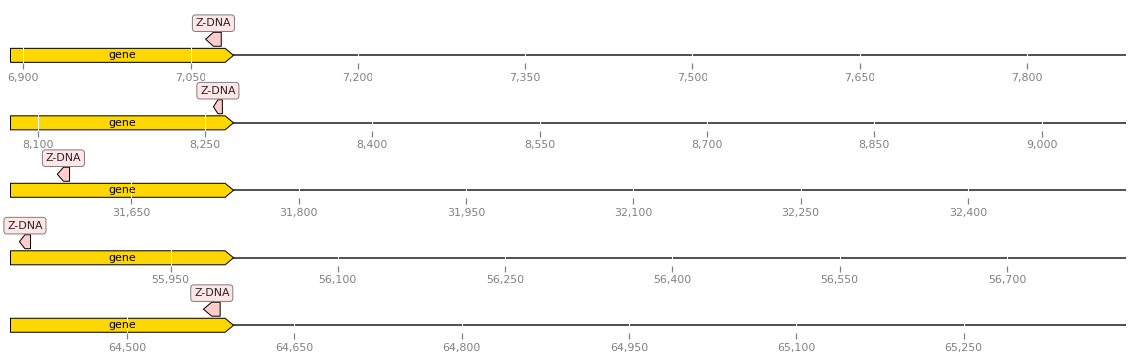 Z-DNA
gene
6,900 7,050 7,200 7,350 7,500 7,650 7,800
Z-DNA
gene
8,100 8,250 8,400 8,550 8,700 8,850 9,000
Z-DNA
gene
31,650 31,800 31,950 32,100 32,250 32,400
Z-DNA
gene
55,950 56,100 56,250 56,400 56,550 56,700
Z-DNA
gene
64,500 64,650 64,800 64,950 65,100 65,250